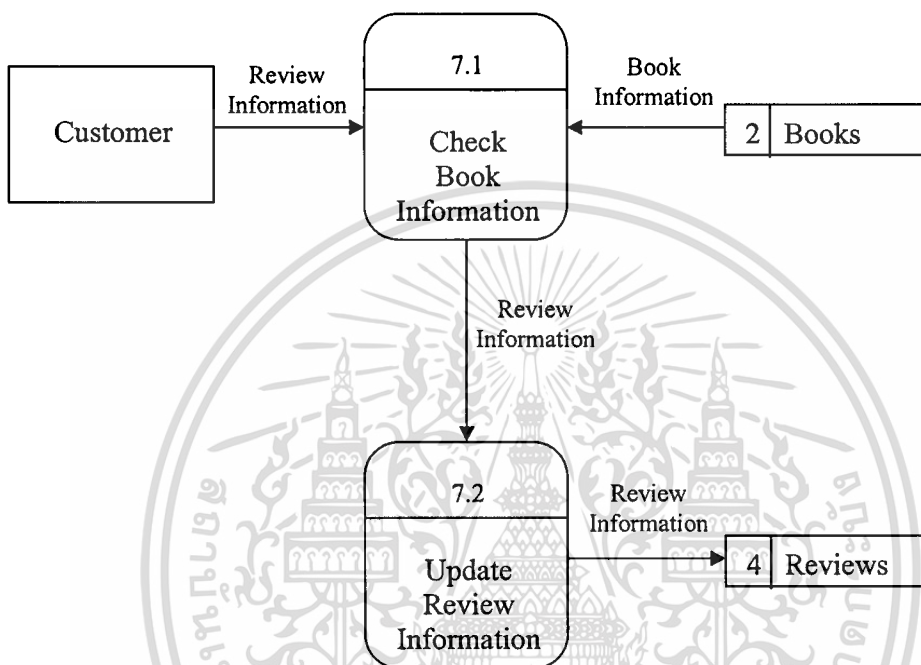 Customer
Review
Information
7.1
Check
Book
Information
Book
Information
2 Books
Review
Information
7.2
Update
Review
Information
Review
Information
4 Reviews